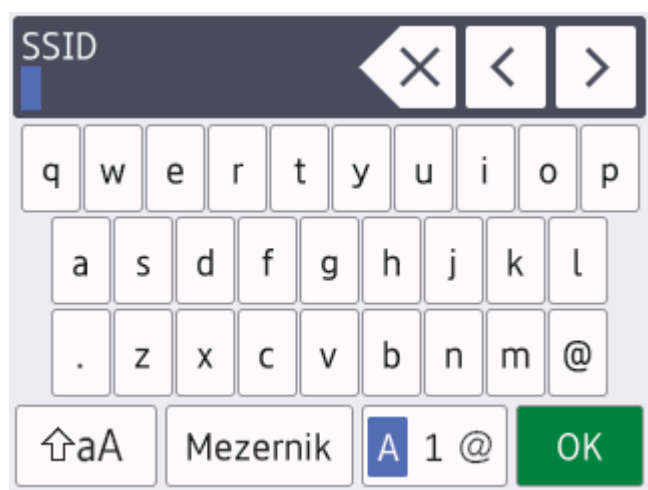 SSID
q w e r t y u i o p
a s d f g h j k l
. z x c v b n m @
aA Mezernik A 1 @ OK